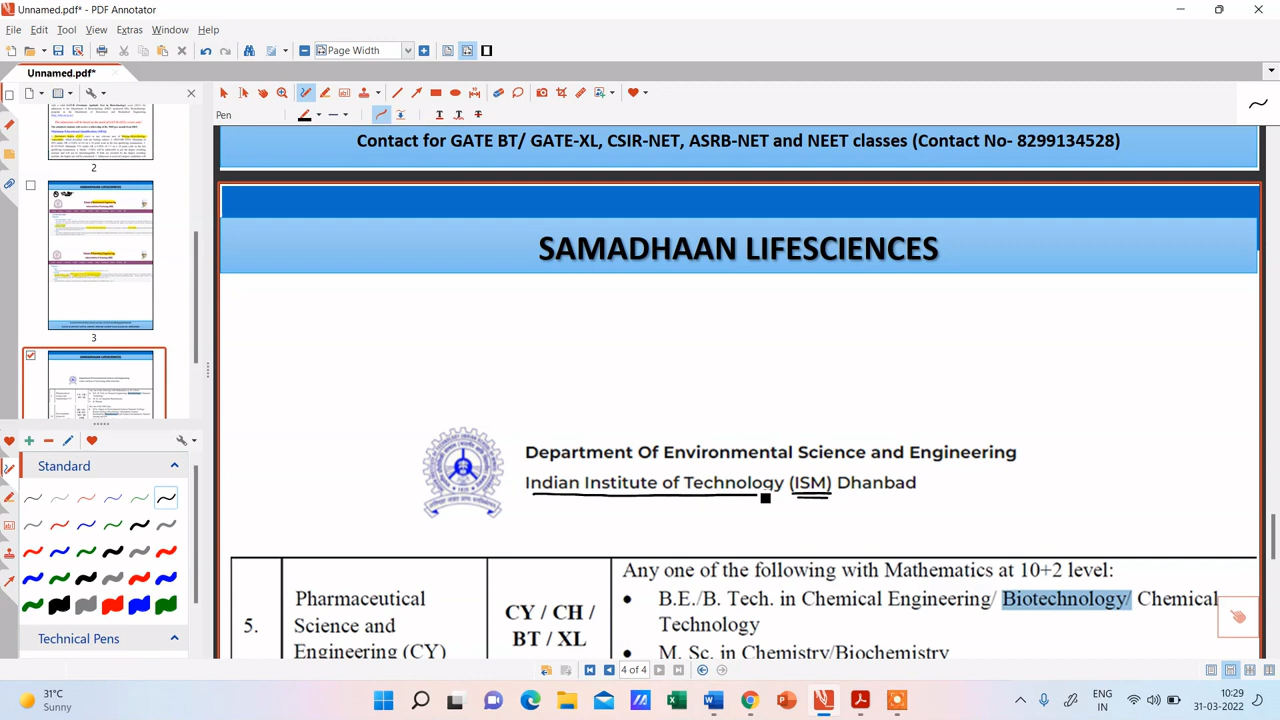 Unnamed.pdf* - PDF Annotator
File Edit Tool View Extras Window Help
Page Width
Unnamed.pdf*
Pen
2
3
Standard
Technical Pens
Contact for GATE-BT, GATE-XL, CSIR-NET, ASRB-NET and NEET classes (Contact No- 8299134528)
SAMADHAAN LIFESCIENCES
Department Of Environmental Science and Engineering
Indian Institute of Technology (ISM) Dhanbad
5.
Pharmaceutical
Science and
Engineering (CY)
CY / CH /
BT / XL
Any one of the following with Mathematics at 10+2 level:
• B.E./B. Tech. in Chemical Engineering/ Biotechnology/ Chemical
Technology
• M. Sc. in Chemistry/Biochemistry
4 of 4
31°C
Sunny
ENG
IN
10:29
31-03-2022